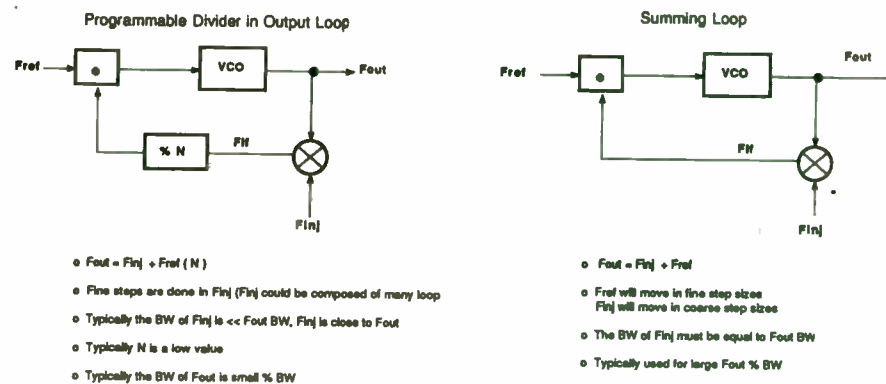 Programmable Divider in Output Loop
Fref
VCO
Fout
% N
Fif
Finj
o Fout = Finj + Fref ( N )
o Fine steps are done in Finj (Finj could be composed of many loop
o Typically the BW of Finj is << Fout BW, Finj is close to Fout
o Typically N is a low value
o Typically the BW of Fout is small % BW
Summing Loop
Fref
VCO
Fout
Fif
Finj
o Fout = Finj + Fref
o Fref will move in fine step sizes
Finj will move in coarse step sizes
o The BW of Finj must be equal to Fout BW
o Typically used for large Fout % BW